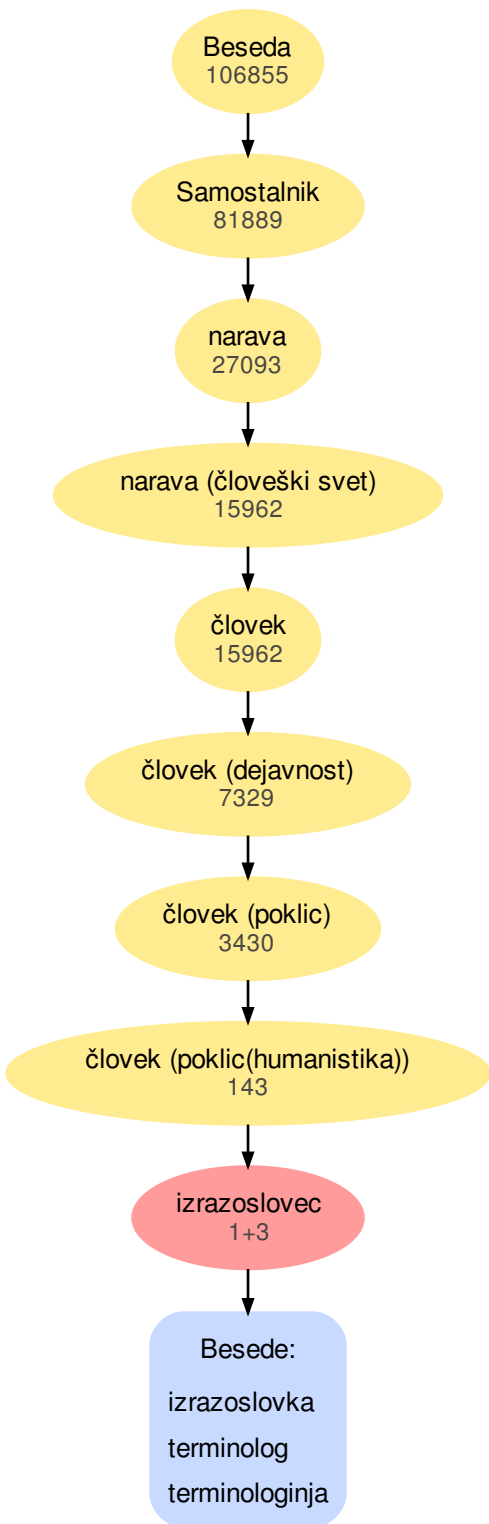 Beseda
106855
Samostalnik
81889
narava
27093
narava (človeški svet)
15962
človek
15962
človek (dejavnost)
7329
človek (poklic)
3430
človek (poklic(humanistika))
143
izrazoslovec
1+3
Besede:
izrazoslovka
terminolog
terminologinja